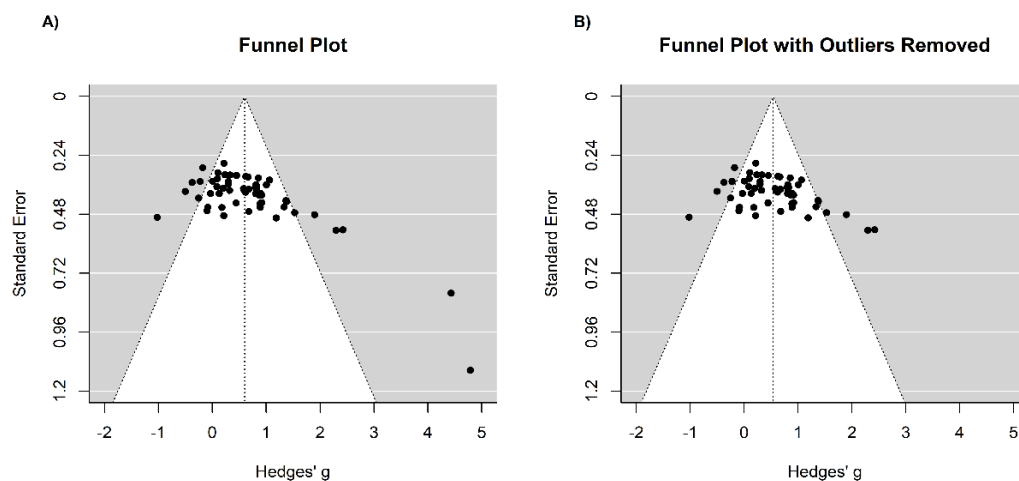 A)
Funnel Plot
Standard Error
0
0.24
0.48
0.72
0.96
1.2
-2 -1 0 1 2 3 4 5
Hedges' g
B)
Funnel Plot with Outliers Removed
Standard Error
0
0.24
0.48
0.72
0.96
1.2
-2 -1 0 1 2 3 4 5
Hedges' g